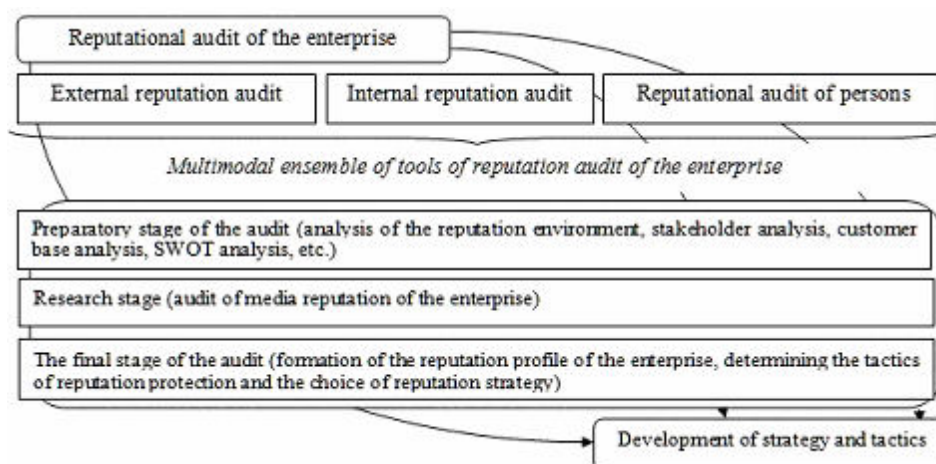 Reputational audit of the enterprise
External reputation audit
Internal reputation audit
Reputational audit of persons
Multimodal ensemble of tools of reputation audit of the enterprise
Preparatory stage of the audit (analysis of the reputation environment, stakeholder analysis, customer
base analysis, SWOT analysis, etc.)
Research stage (audit of media reputation of the enterprise)
The final stage of the audit (formation of the reputation profile of the enterprise, determining the tactics
of reputation protection and the choice of reputation strategy)
Development of strategy and tactics